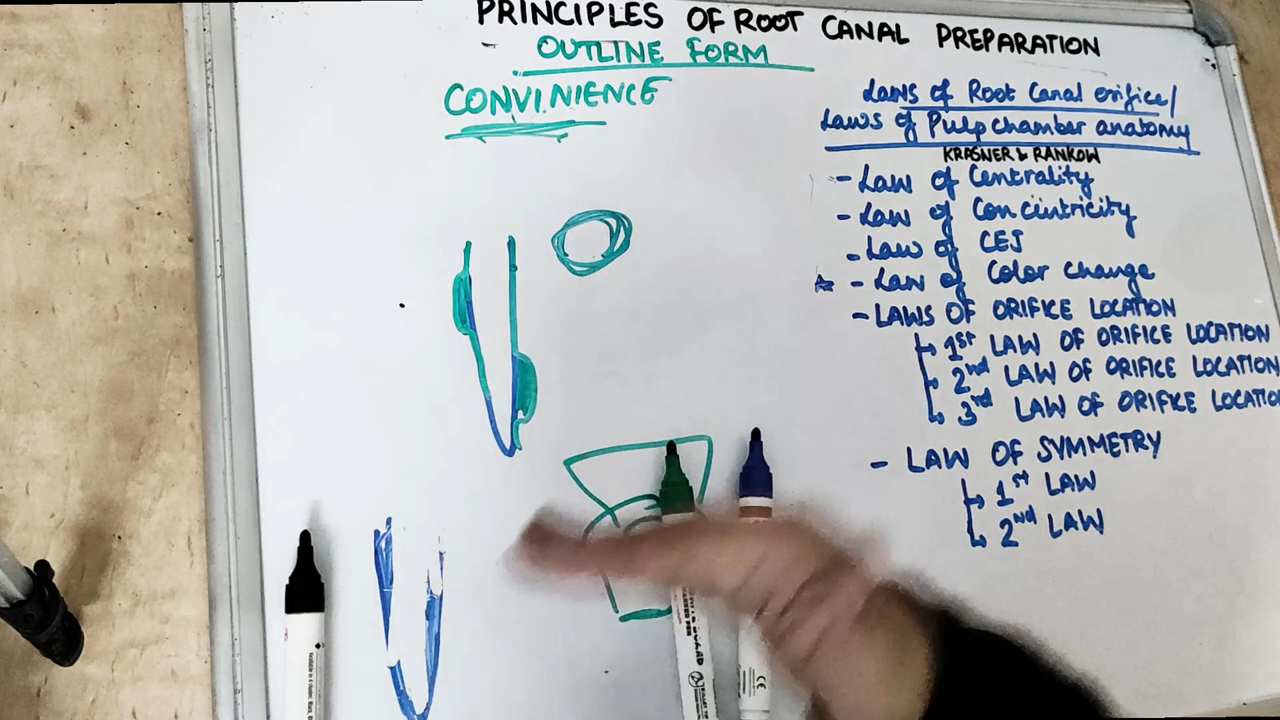 PRINCIPLES OF ROOT CANAL PREPARATION
OUTLINE FORM
CONVINIENCE
Laws of Root Canal orifice/
Laws of Pulp chamber anatomy
KRASNER & RANKOW
- Law of Centrality
- Law of Concentricity
- Law of CEJ
- Law of Color Change
- LAWS OF ORIFICE LOCATION
1st LAW OF ORIFICE LOCATION
2nd LAW OF ORIFICE LOCATION
3rd LAW OF ORIFICE LOCATIO
- LAW OF SYMMETRY
1st LAW
2nd LAW